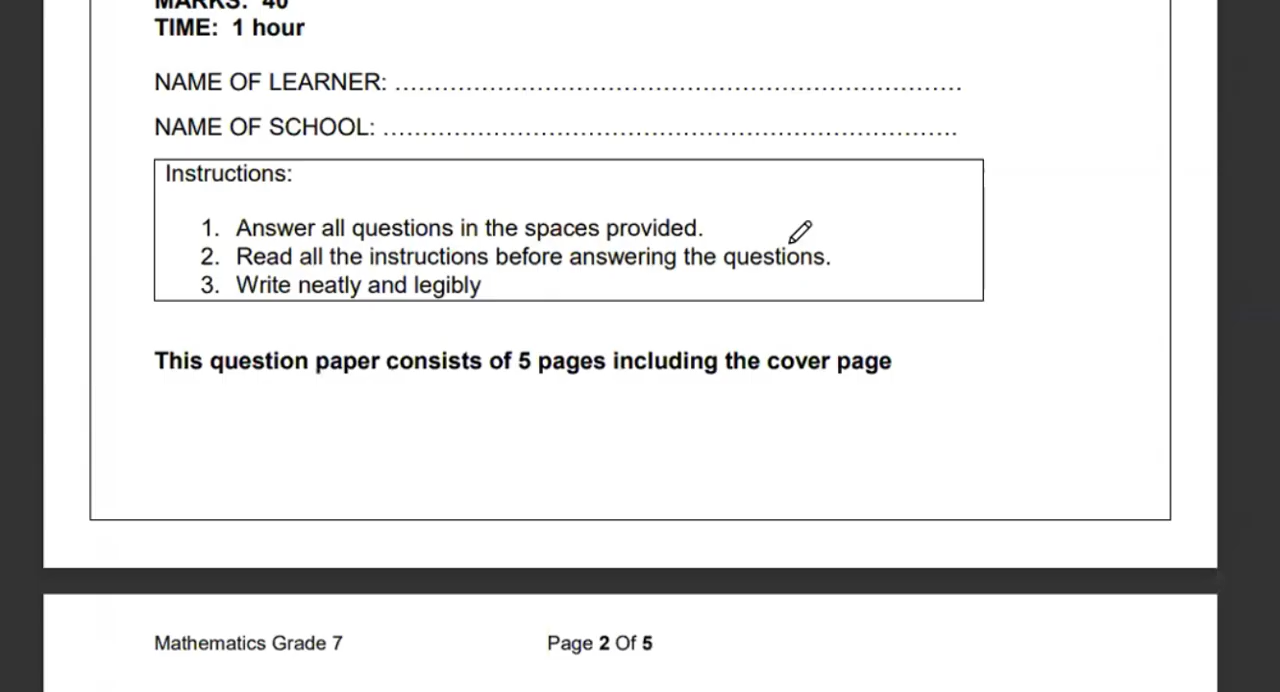 MARKS: 40
TIME: 1 hour
NAME OF LEARNER: ........................................................................
NAME OF SCHOOL: .........................................................................
Instructions:
1. Answer all questions in the spaces provided.
2. Read all the instructions before answering the questions.
3. Write neatly and legibly
This question paper consists of 5 pages including the cover page
Mathematics Grade 7 Page 2 Of 5